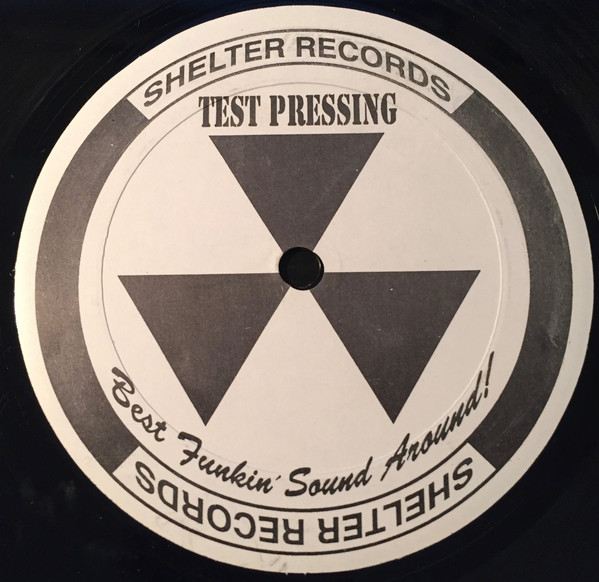 SHELTER RECORDS
TEST PRESSING
Best Funkin' Sound Around!
SHELTER RECORDS